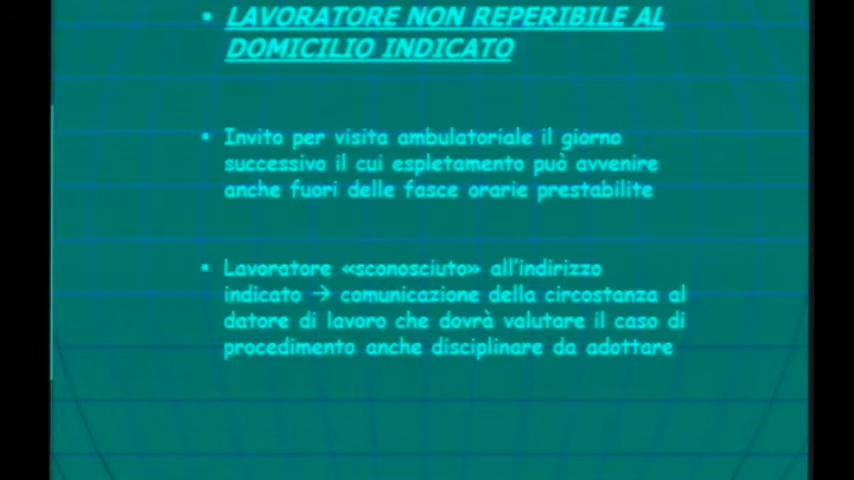 ▪ LAVORATORE NON REPERIBILE AL
DOMICILIO INDICATO
▪ Invito per visita ambulatoriale il giorno
successivo il cui espletamento può avvenire
anche fuori delle fasce orarie prestabilite
▪ Lavoratore «sconosciuto» all'indirizzo
indicato → comunicazione della circostanza al
datore di lavoro che dovrà valutare il caso di
procedimento anche disciplinare da adottare